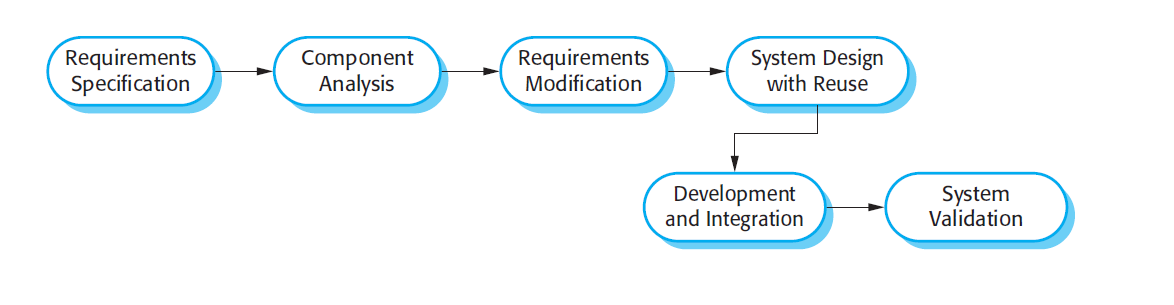 Requirements
Specification
Component
Analysis
Requirements
Modification
System Design
with Reuse
Development
and Integration
System
Validation